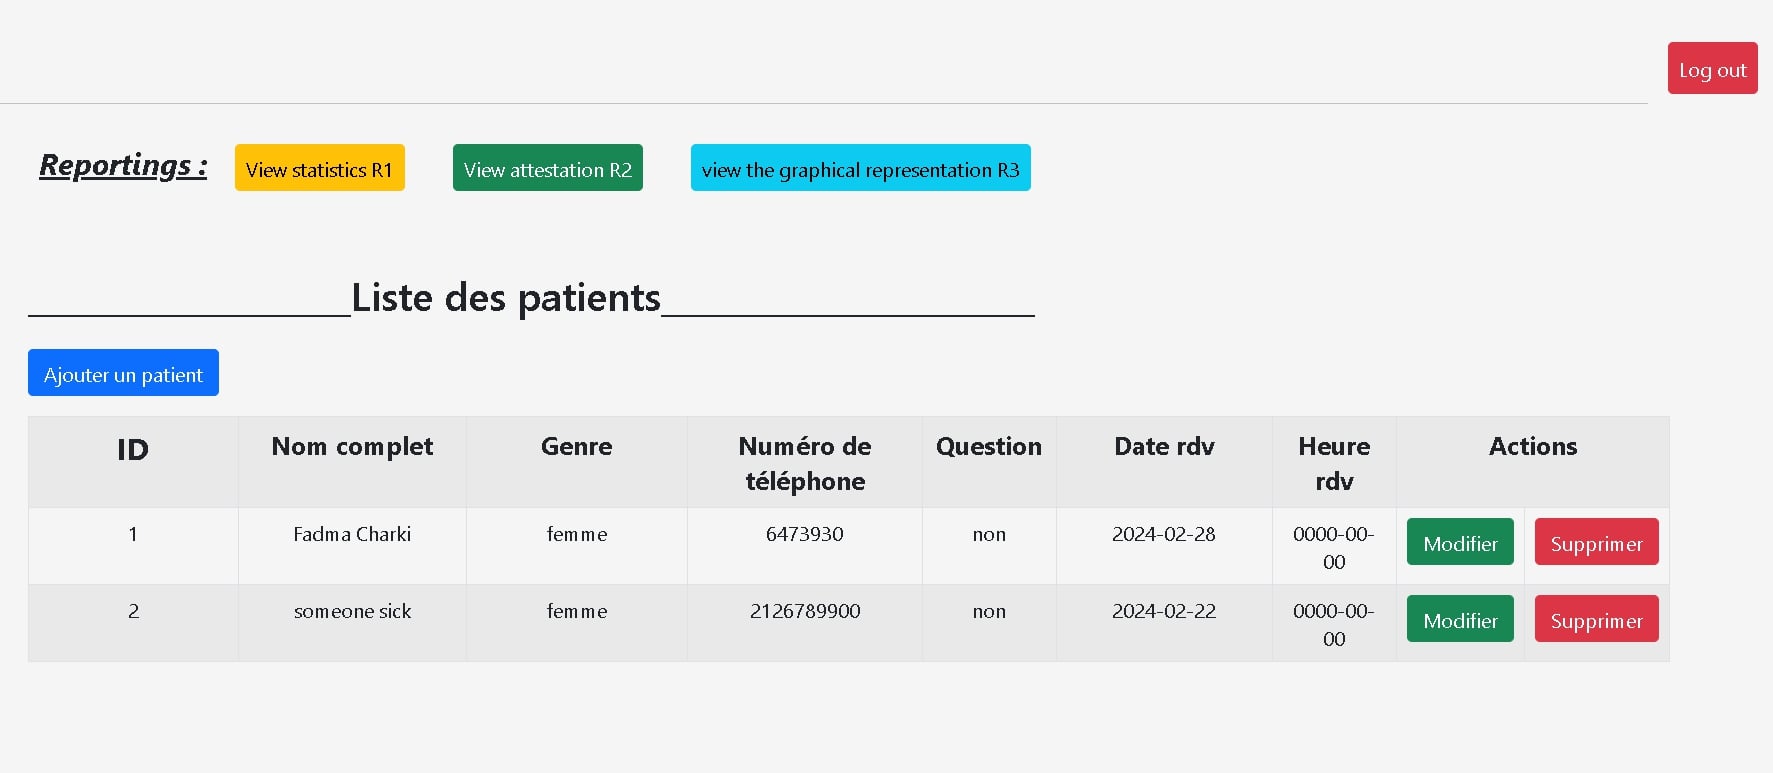 Log out
Reportings : View statistics R1 View attestation R2 view the graphical representation R3
Liste des patients
Ajouter un patient
ID Nom complet Genre Numéro de téléphone Question Date rdv Heure rdv Actions
1 Fadma Charki femme 6473930 non 2024-02-28 0000-00-00 Modifier Supprimer
2 someone sick femme 2126789900 non 2024-02-22 0000-00-00 Modifier Supprimer